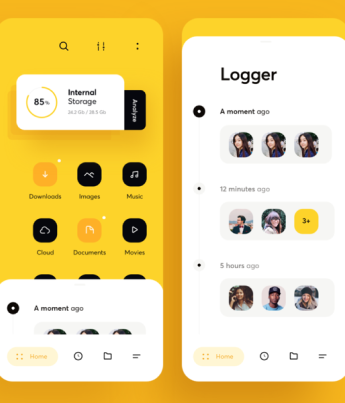 85%
Internal
Storage
34.2 Gb / 38.5 Gb
Analyze
Downloads
Images
Music
Cloud
Documents
Movies
A moment ago
Home
Logger
A moment ago
12 minutes ago
3+
5 hours ago
Home